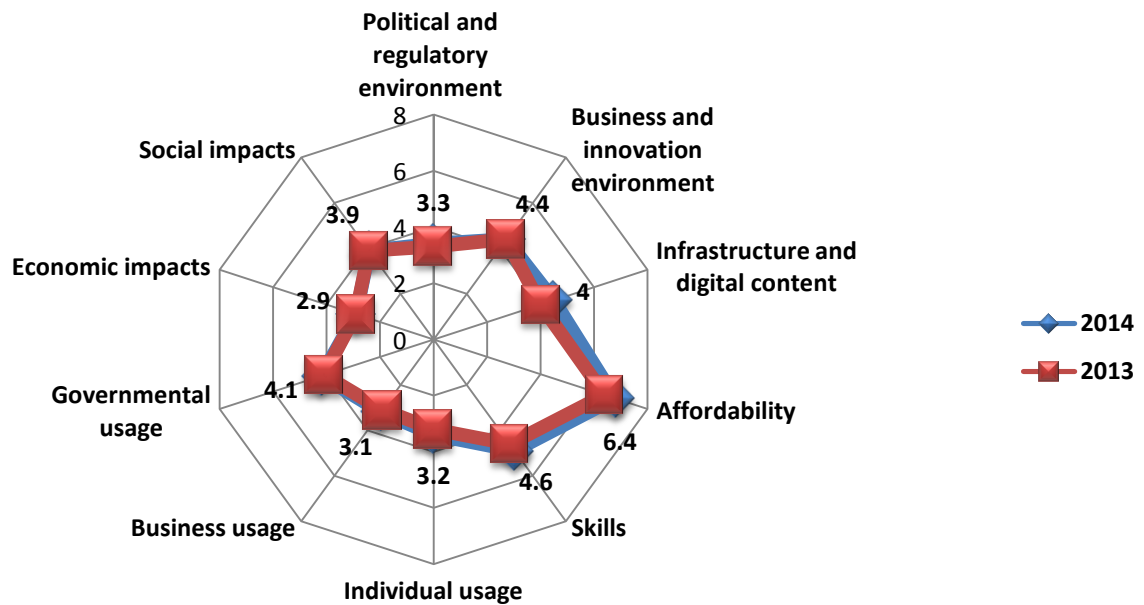 Political and
regulatory
environment
8
6
4
2
0
Business and
innovation
environment
4.4
Infrastructure and
digital content
4
Affordability
6.4
Skills
4.6
Individual usage
3.2
Business usage
3.1
Governmental
usage
4.1
Economic impacts
2.9
Social impacts
3.9
3.3
2014
2013